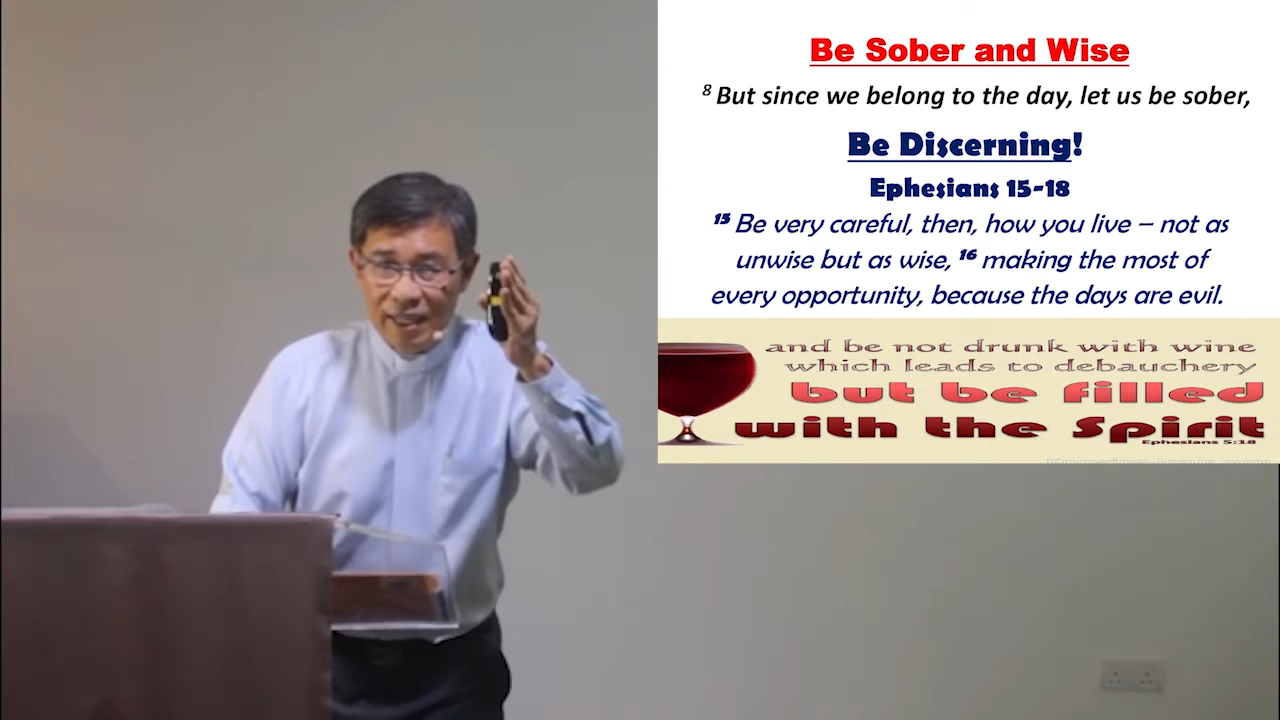 Be Sober and Wise
⁸ But since we belong to the day, let us be sober,
Be Discerning!
Ephesians 15-18
¹⁵ Be very careful, then, how you live – not as
unwise but as wise, ¹⁶ making the most of
every opportunity, because the days are evil.
and be not drunk with wine
which leads to debauchery
but be filled
with the Spirit
Ephesians 5:18